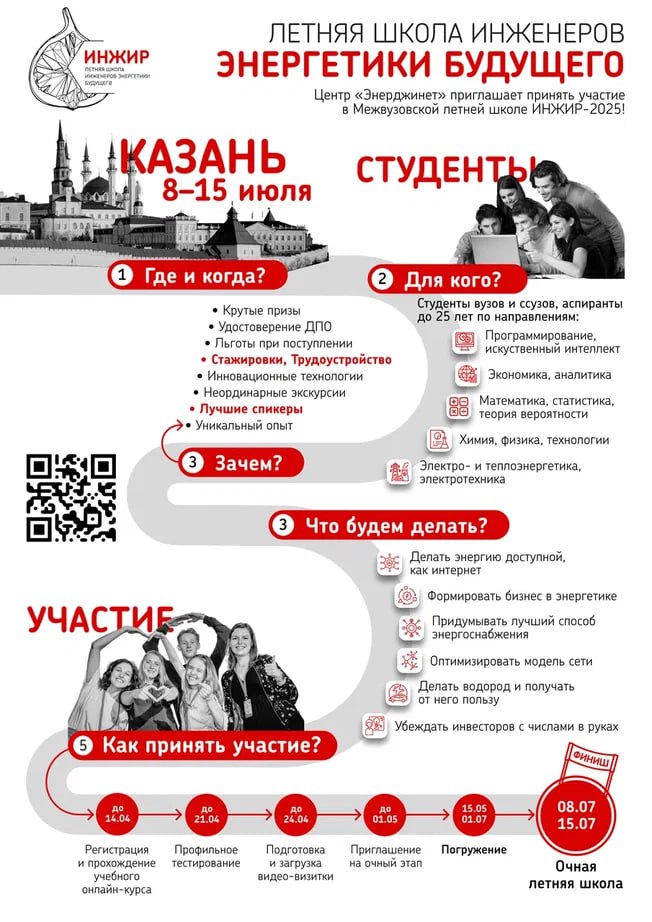 ИНЖИР
ЛЕТНЯЯ ШКОЛА
ИНЖЕНЕРОВ ЭНЕРГЕТИКИ
БУДУЩЕГО
ЛЕТНЯЯ ШКОЛА ИНЖЕНЕРОВ
ЭНЕРГЕТИКИ БУДУЩЕГО
Центр «Энерджинет» приглашает принять участие
в Межвузовской летней школе ИНЖИР-2025!
КАЗАНЬ
8–15 июля
1 Где и когда?
СТУДЕНТЫ
2 Для кого?
Студенты вузов и ссузов, аспиранты
до 25 лет по направлениям:
Программирование,
искуственный интеллект
Экономика, аналитика
Математика, статистика,
теория вероятности
Химия, физика, технологии
Электро- и теплоэнергетика,
электротехника
• Крутые призы
• Удостоверение ДПО
• Льготы при поступлении
• Стажировки, Трудоустройство
• Инновационные технологии
• Неординарные экскурсии
• Лучшие спикеры
• Уникальный опыт
3 Зачем?
3 Что будем делать?
Делать энергию доступной,
как интернет
Формировать бизнес в энергетике
Придумывать лучший способ
энергоснабжения
Оптимизировать модель сети
Делать водород и получать
от него пользу
Убеждать инвесторов с числами в руках
УЧАСТИЕ
5 Как принять участие?
до
14.04
Регистрация
и прохождение
учебного
онлайн-курса
до
21.04
Профильное
тестирование
до
24.04
Подготовка
и загрузка
видео-визитки
до
01.05
Приглашение
на очный этап
15.05
01.07
Погружение
ФИНИШ
08.07
15.07
Очная
летняя школа